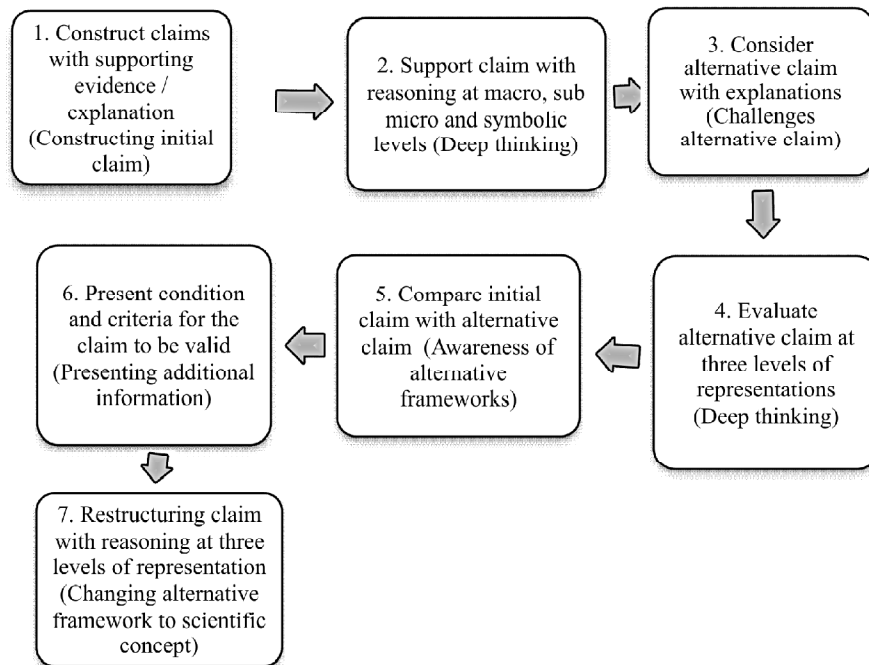 1. Construct claims
with supporting
evidence /
explanation
(Constructing initial
claim)
2. Support claim with
reasoning at macro, sub
micro and symbolic
levels (Deep thinking)
3. Consider
alternative claim
with explanations
(Challenges
alternative claim)
4. Evaluate
alternative claim at
three levels of
representations
(Deep thinking)
5. Compare initial
claim with alternative
claim (Awareness of
alternative
frameworks)
6. Present condition
and criteria for the
claim to be valid
(Presenting additional
information)
7. Restructuring claim
with reasoning at three
levels of representation
(Changing alternative
framework to scientific
concept)